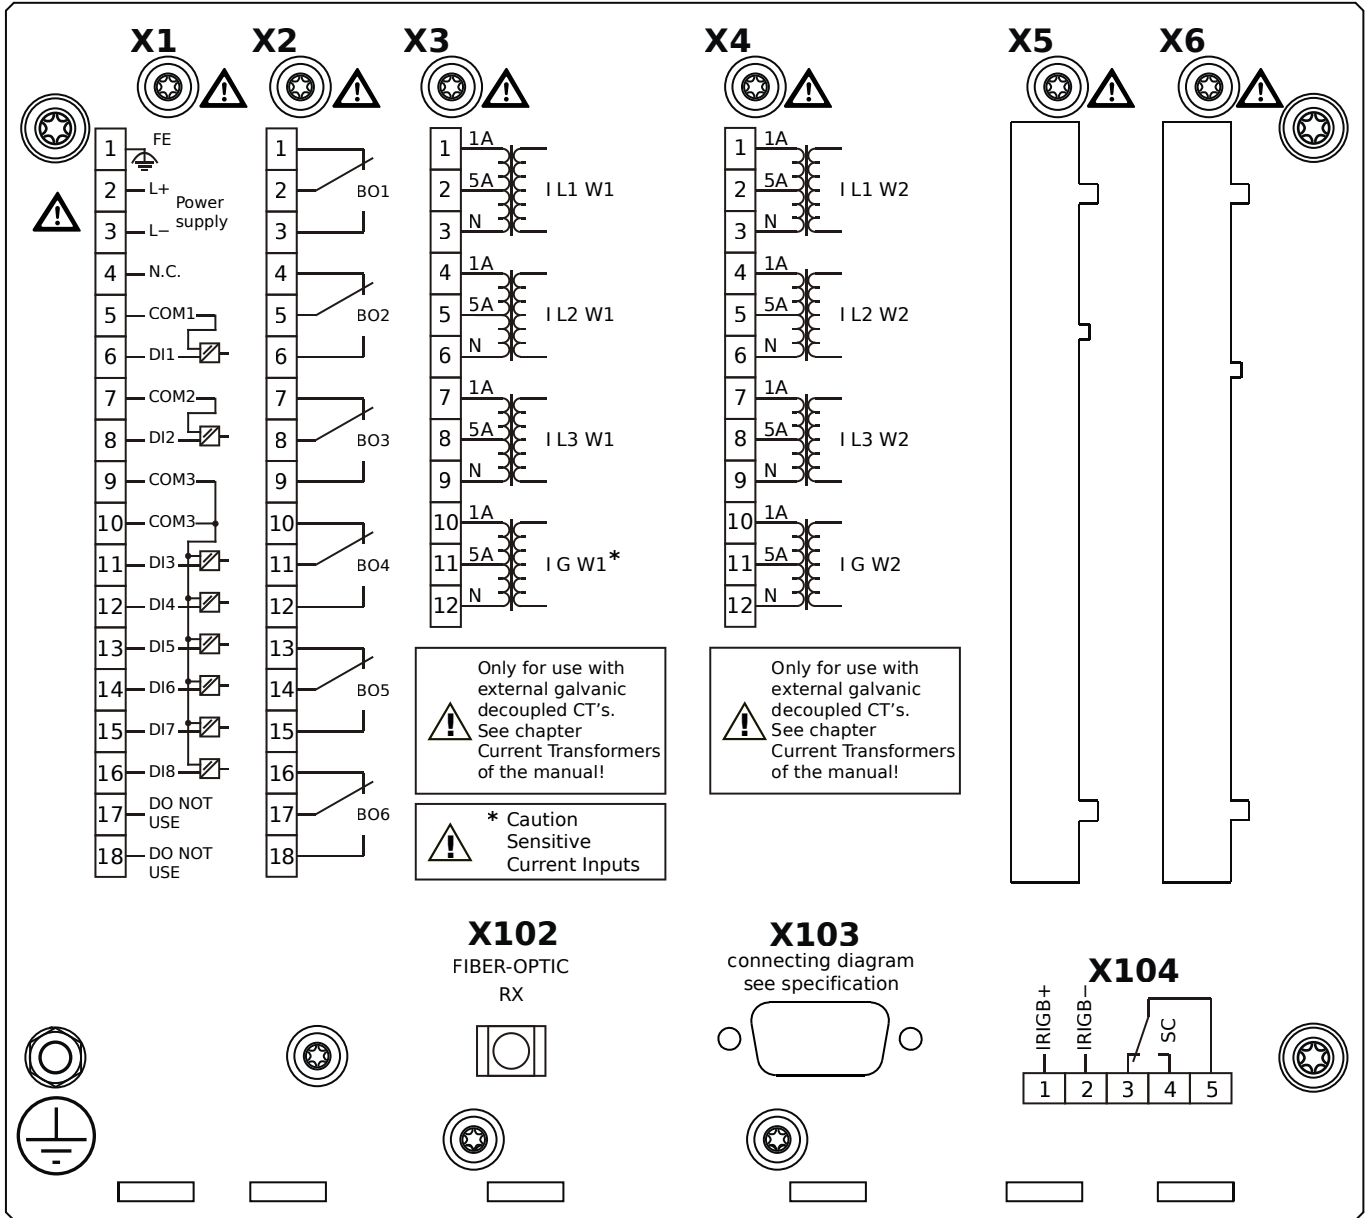 X1 X2 X3 X4 X5 X6
1 FE
2 L+
Power
supply
3 L−
4 N.C.
5 COM1
6 DI1
7 COM2
8 DI2
9 COM3
10 COM3
11 DI3
12 DI4
13 DI5
14 DI6
15 DI7
16 DI8
17 DO NOT
USE
18 DO NOT
USE
1
2 BO1
3
4
5 BO2
6
7
8 BO3
9
10
11 BO4
12
13
14 BO5
15
16
17 BO6
18
1 1A
2 5A I L1 W1
3 N
4 1A
5 5A I L2 W1
6 N
7 1A
8 5A I L3 W1
9 N
10 1A
11 5A I G W1*
12 N
Only for use with
external galvanic
decoupled CT's.
See chapter
Current Transformers
of the manual!
* Caution
Sensitive
Current Inputs
1 1A
2 5A I L1 W2
3 N
4 1A
5 5A I L2 W2
6 N
7 1A
8 5A I L3 W2
9 N
10 1A
11 5A I G W2
12 N
Only for use with
external galvanic
decoupled CT's.
See chapter
Current Transformers
of the manual!
X102
FIBER-OPTIC
RX
X103
connecting diagram
see specification
X104
IRIGB+
IRIGB−
SC
1 2 3 4 5